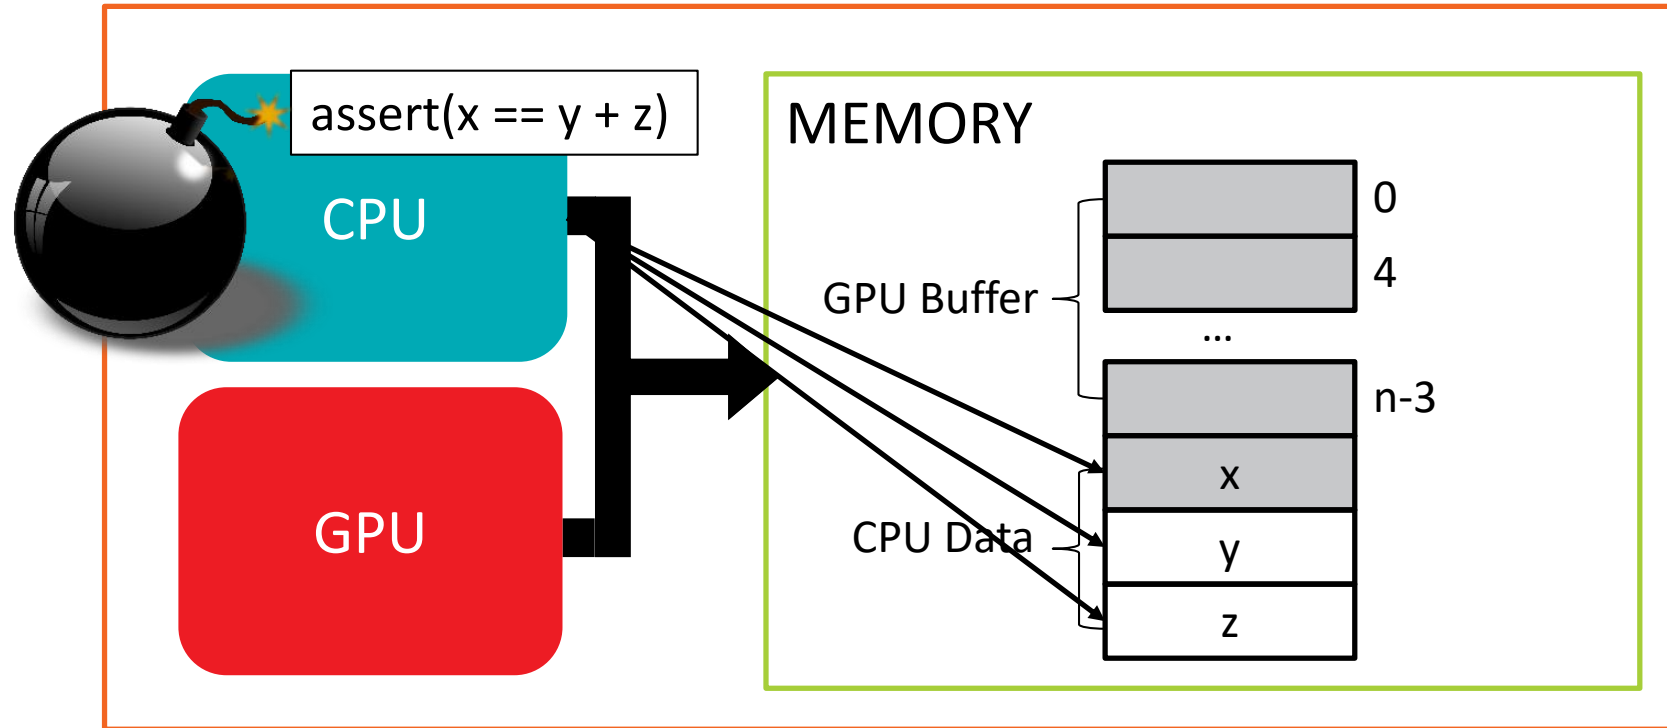 assert(x == y + z)
CPU
GPU
MEMORY
GPU Buffer
0
4
...
n-3
CPU Data
x
y
z